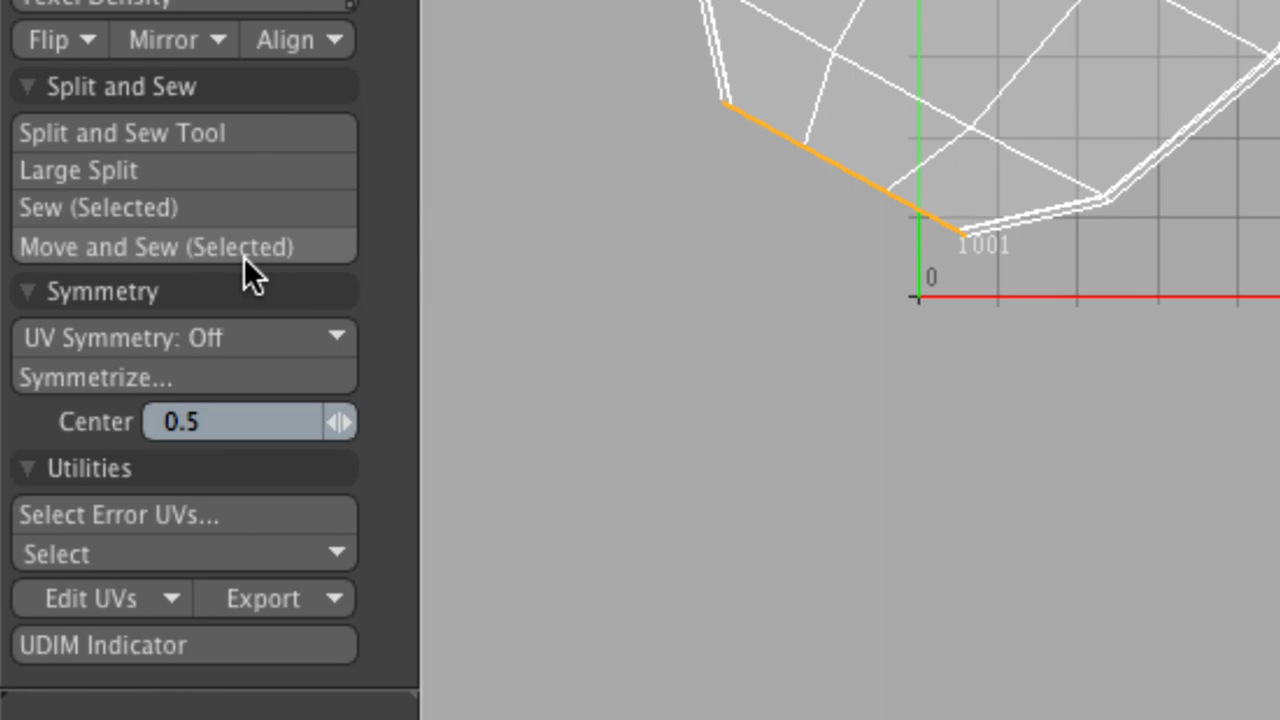 Texel Density
Flip Mirror Align
Split and Sew
Split and Sew Tool
Large Split
Sew (Selected)
Move and Sew (Selected)
1001
0
Symmetry
UV Symmetry: Off
Symmetrize...
Center 0.5
Utilities
Select Error UVs...
Select
Edit UVs Export
UDIM Indicator